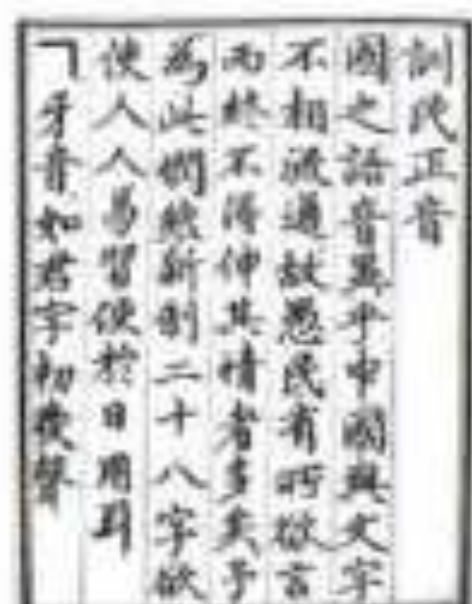 訓民正音
國之語音異乎中國與文字
不相流通故愚民有所欲言
而終不得伸其情者多矣予
為此憫然新制二十八字欲
使人人易習便於日用耳
ㄱ牙音如君字初發聲